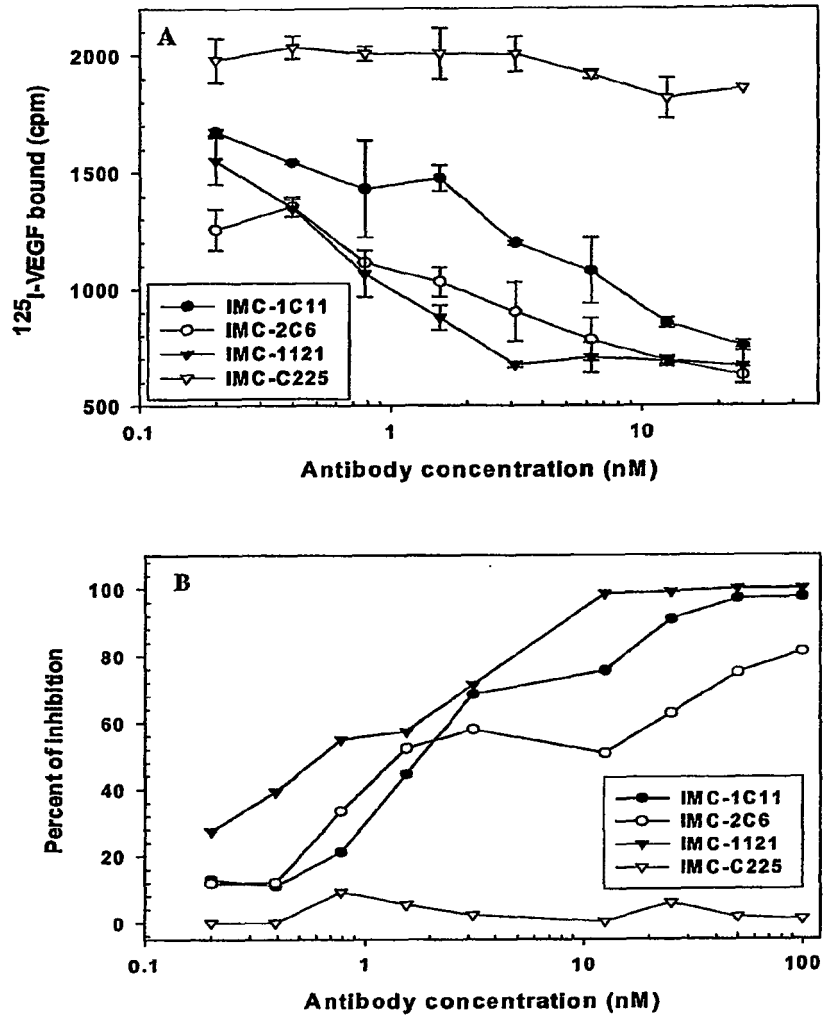 A
2000
1500
1000
500
125I-VEGF bound (cpm)
IMC-1C11
IMC-2C6
IMC-1121
IMC-C225
0.1
1
10
Antibody concentration (nM)
B
100
80
60
40
20
0
Percent of inhibition
IMC-1C11
IMC-2C6
IMC-1121
IMC-C225
0.1
1
10
100
Antibody concentration (nM)